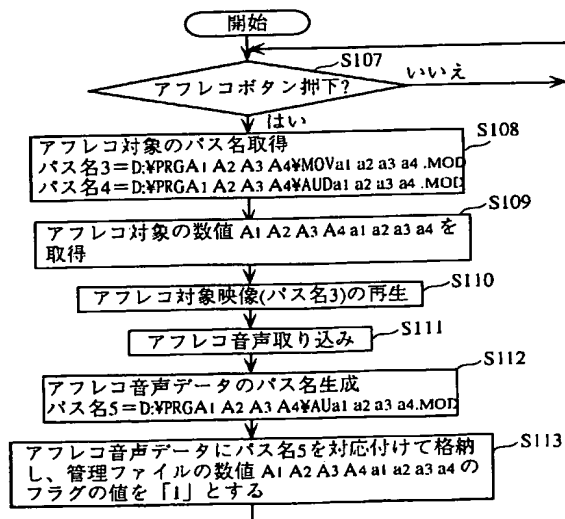 開始
S107
アフレコボタン押下?
いいえ
はい
S108
アフレコ対象のパス名取得
パス名3=D:¥PRGA1 A2 A3 A4¥MOVa1 a2 a3 a4 .MOD
パス名4=D:¥PRGA1 A2 A3 A4¥AUDa1 a2 a3 a4 .MOD
S109
アフレコ対象の数値 A1 A2 A3 A4 a1 a2 a3 a4 を
取得
S110
アフレコ対象映像(パス名3)の再生
S111
アフレコ音声取り込み
S112
アフレコ音声データのパス名生成
パス名5=D:¥PRGA1 A2 A3 A4¥AUa1 a2 a3 a4.MOD
S113
アフレコ音声データにパス名5を対応付けて格納
し、管理ファイルの数値 A1 A2 A3 A4 a1 a2 a3 a4 の
フラグの値を「1」とする